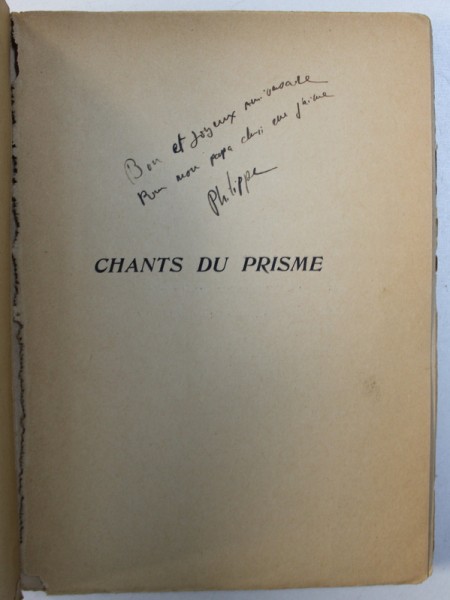 Bon et Joyeux anniversaire
Pour mon papa chéri que j'aime
Philippe
CHANTS DU PRISME